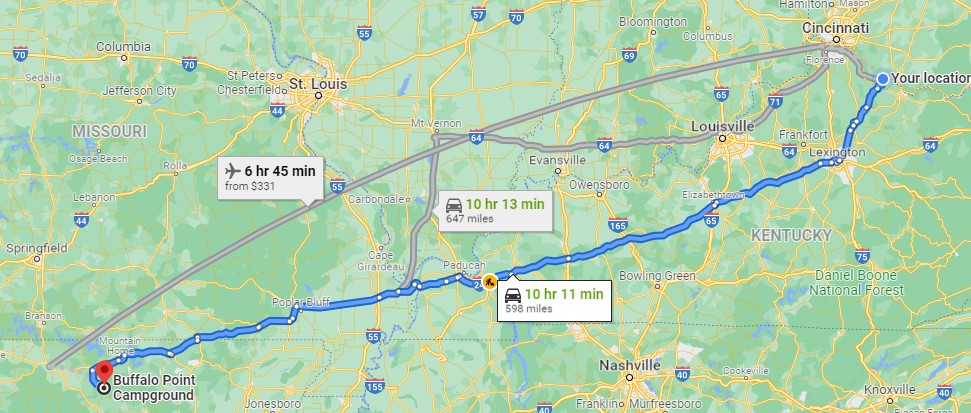 Hamilton
Mason
Cincinnati
Florence
57
70
55
Bloomington
Columbus
69
Columbia
70
70
Sedalia
St Peters
Chesterfield
St. Louis
Your location
Jefferson City
44
65
71
MISSOURI
Mt Vernon
64
64
Louisville
Frankfort
64
Osage Beach
Rolla
Lexington
Evansville
6 hr 45 min
from $331
55
Owensboro
Elizabethtown
Lebanon
Carbondale
10 hr 13 min
647 miles
65
44
165
KENTUCKY
Springfield
Cape
Girardeau
Paducah
75
Bowling Green
Daniel Boone
National Forest
10 hr 11 min
598 miles
Poplar Bluff
Branson
55
Mountain
Home
Nashville
40
Cookeville
Buffalo Point
Campground
155
Knoxville
40
Jonesboro
40
Franklin
Murfreesboro